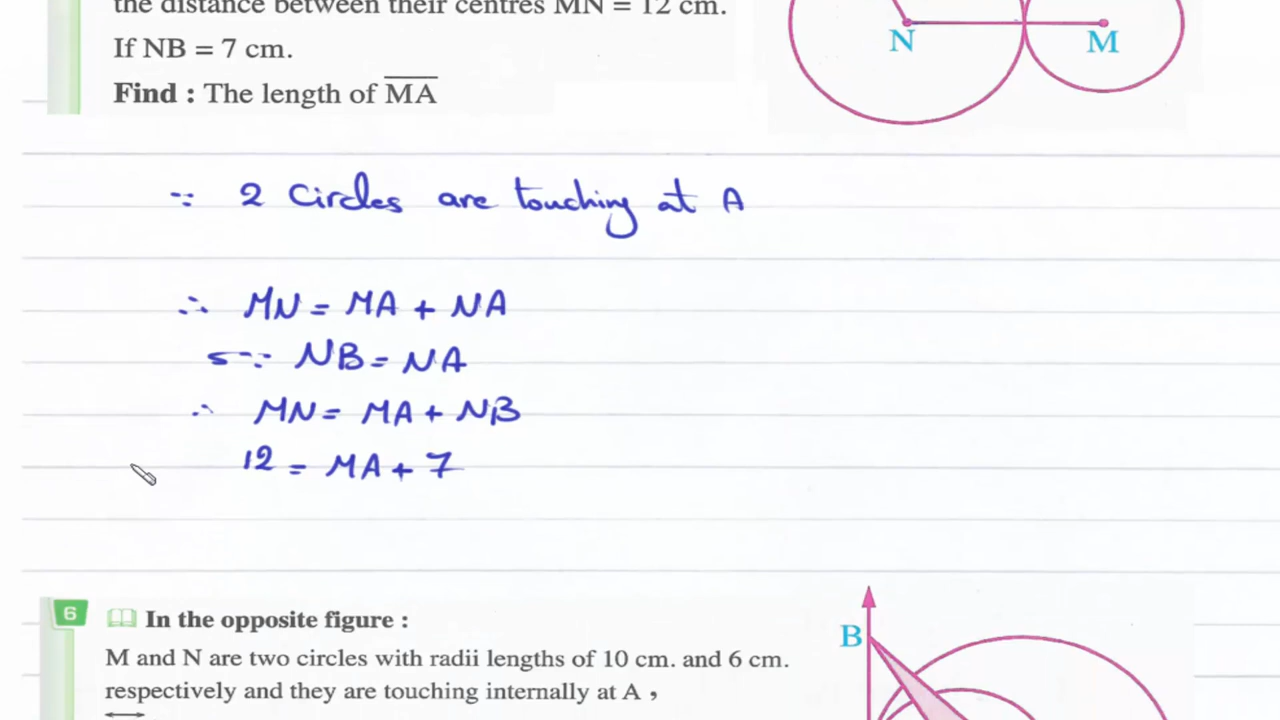 the distance between their centres MN = 12 cm.
If NB = 7 cm.
Find : The length of M̅A̅
N
M
∵ 2 Circles are touching at A
∴ MN = MA + NA
∵ NB = NA
∴ MN = MA + NB
12 = MA + 7
6 In the opposite figure :
M and N are two circles with radii lengths of 10 cm. and 6 cm.
respectively and they are touching internally at A ,
B